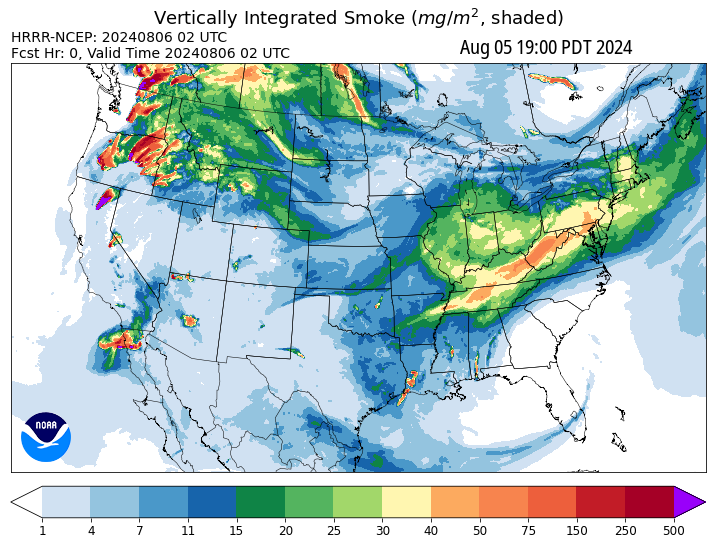 Vertically Integrated Smoke (mg/m², shaded)
HRRR-NCEP: 20240806 02 UTC
Fcst Hr: 0, Valid Time 20240806 02 UTC
Aug 05 19:00 PDT 2024
NOAA
1 4 7 11 15 20 25 30 40 50 75 150 250 500